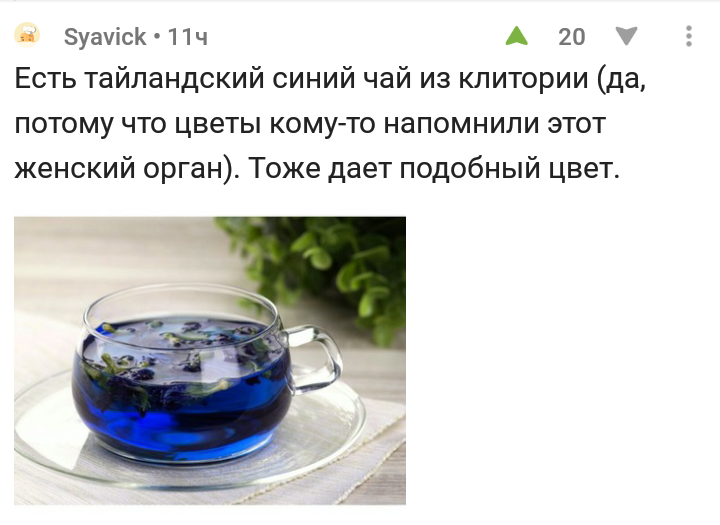 Syavick • 11ч 20
Есть тайландский синий чай из клитории (да,
потому что цветы кому-то напомнили этот
женский орган). Тоже дает подобный цвет.